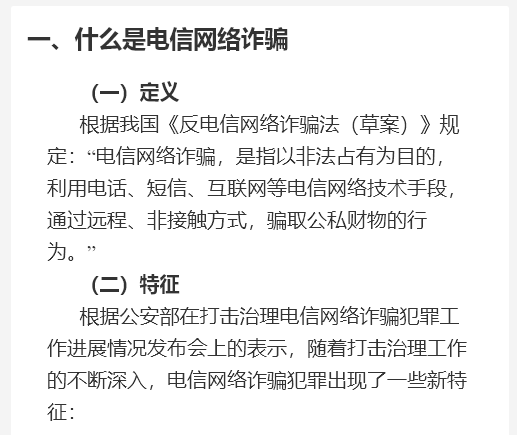 一、什么是电信网络诈骗
（一）定义
根据我国《反电信网络诈骗法（草案）》规
定：“电信网络诈骗，是指以非法占有为目的，
利用电话、短信、互联网等电信网络技术手段，
通过远程、非接触方式，骗取公私财物的行
为。”
（二）特征
根据公安部在打击治理电信网络诈骗犯罪工
作进展情况发布会上的表示，随着打击治理工作
的不断深入，电信网络诈骗犯罪出现了一些新特
征：